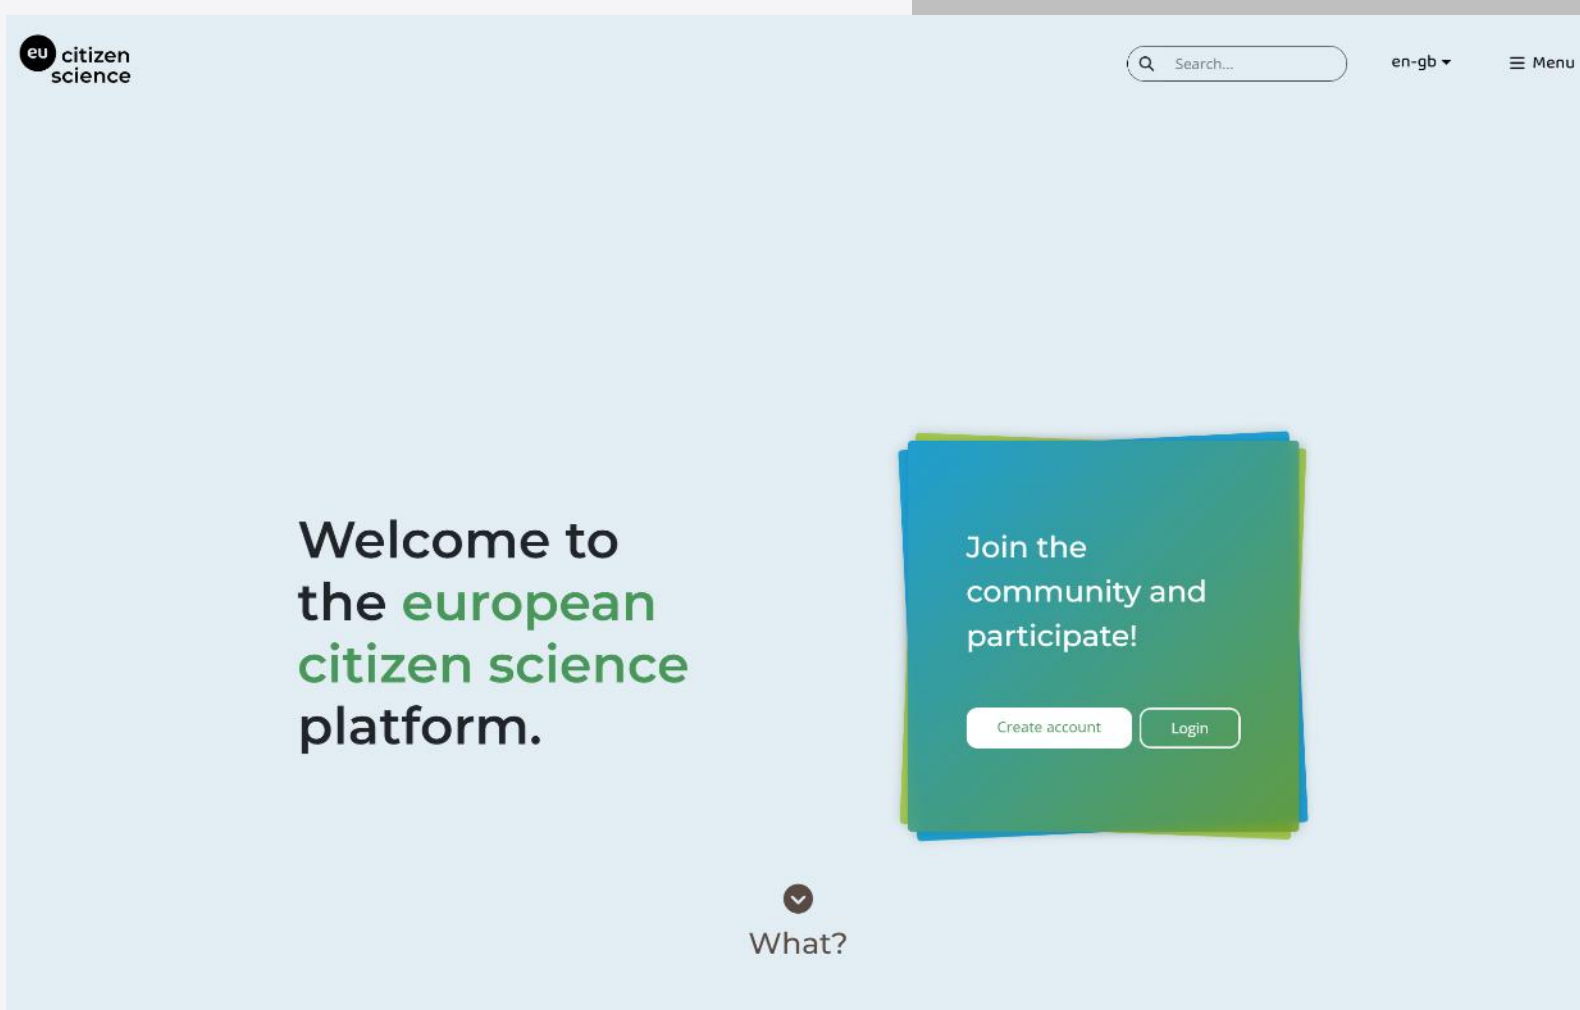 eu citizen
science
Search...
en-gb
Menu
Welcome to
the european
citizen science
platform.
Join the
community and
participate!
Create account
Login
What?